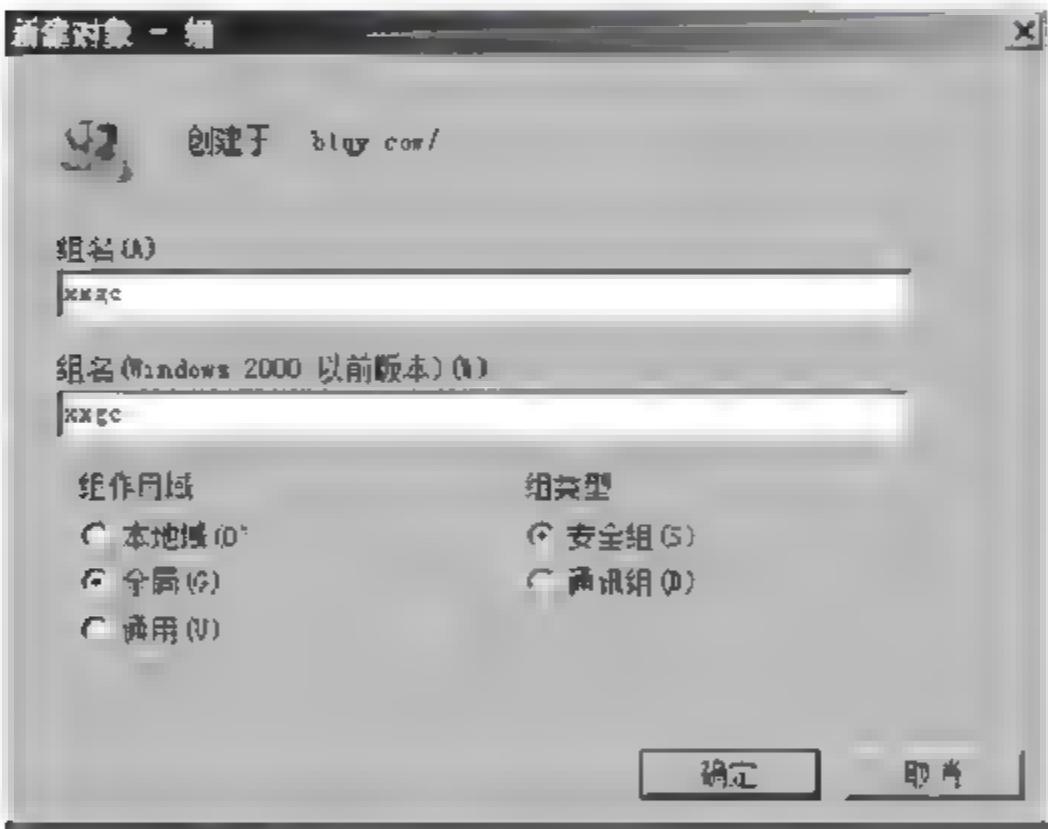 新建对象 - 组
创建于 btqy com/
组名(A)
xxgc
组名(Windows 2000 以前版本)(W)
xxgc
组作用域
组类型
本地域(O)
安全组(S)
全局(G)
通讯组(D)
通用(U)
确定
取消